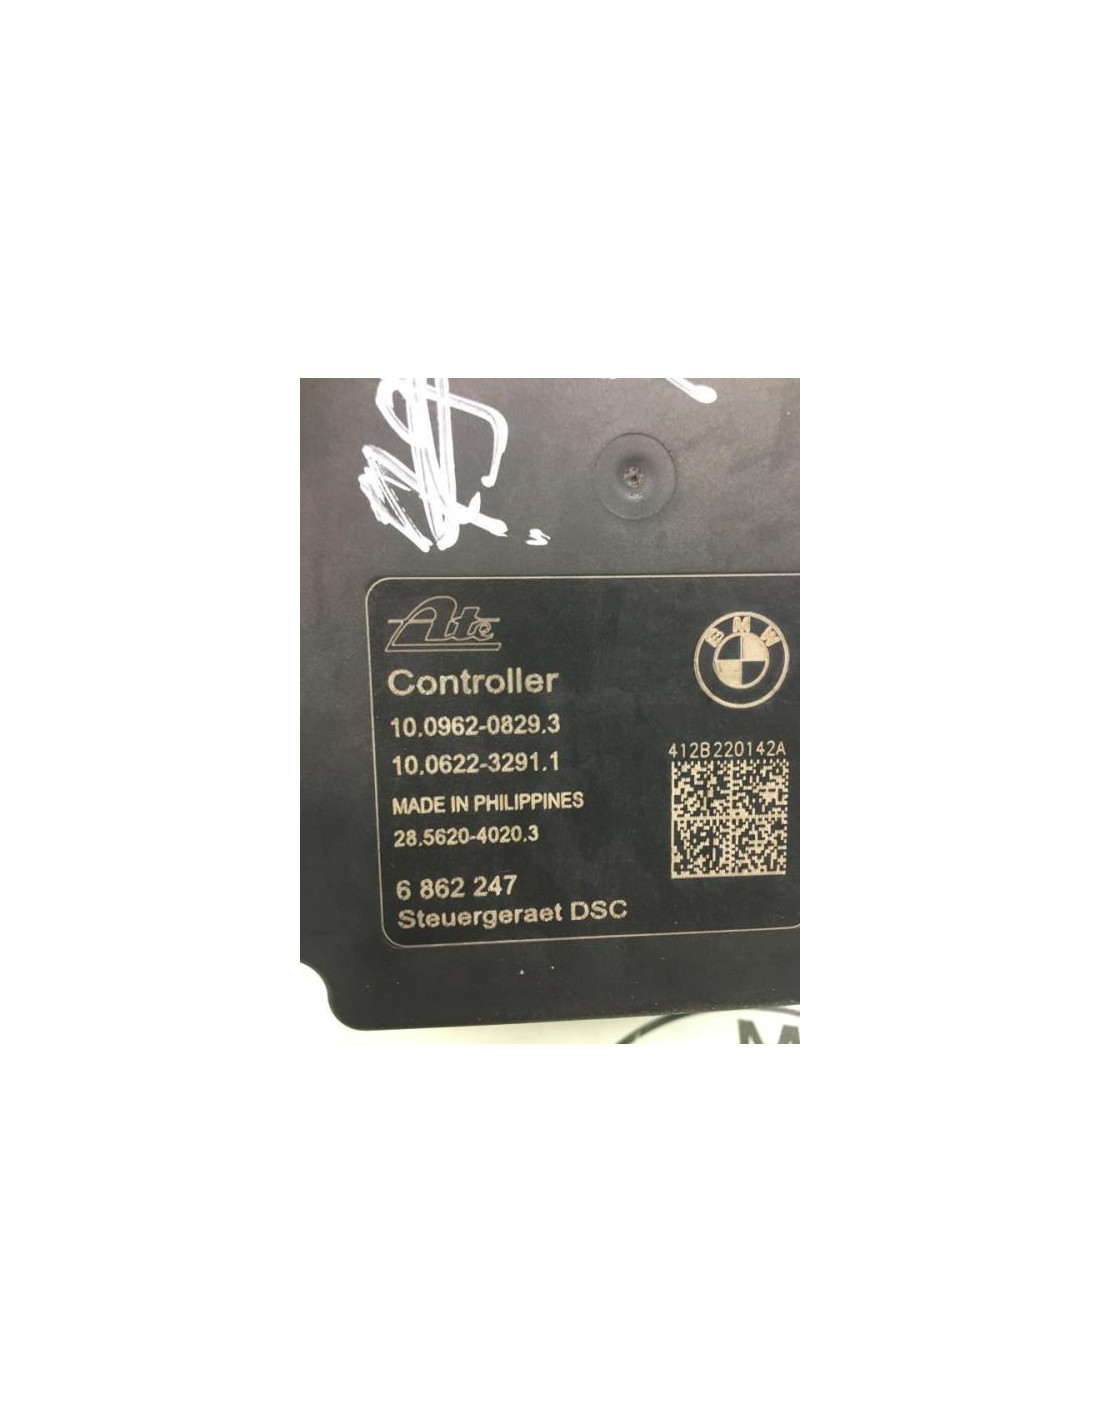 Ate
BMW
Controller
10.0962-0829.3
10.0622-3291.1
412B220142A
MADE IN PHILIPPINES
28.5620-4020.3
6 862 247
Steuergeraet DSC
M